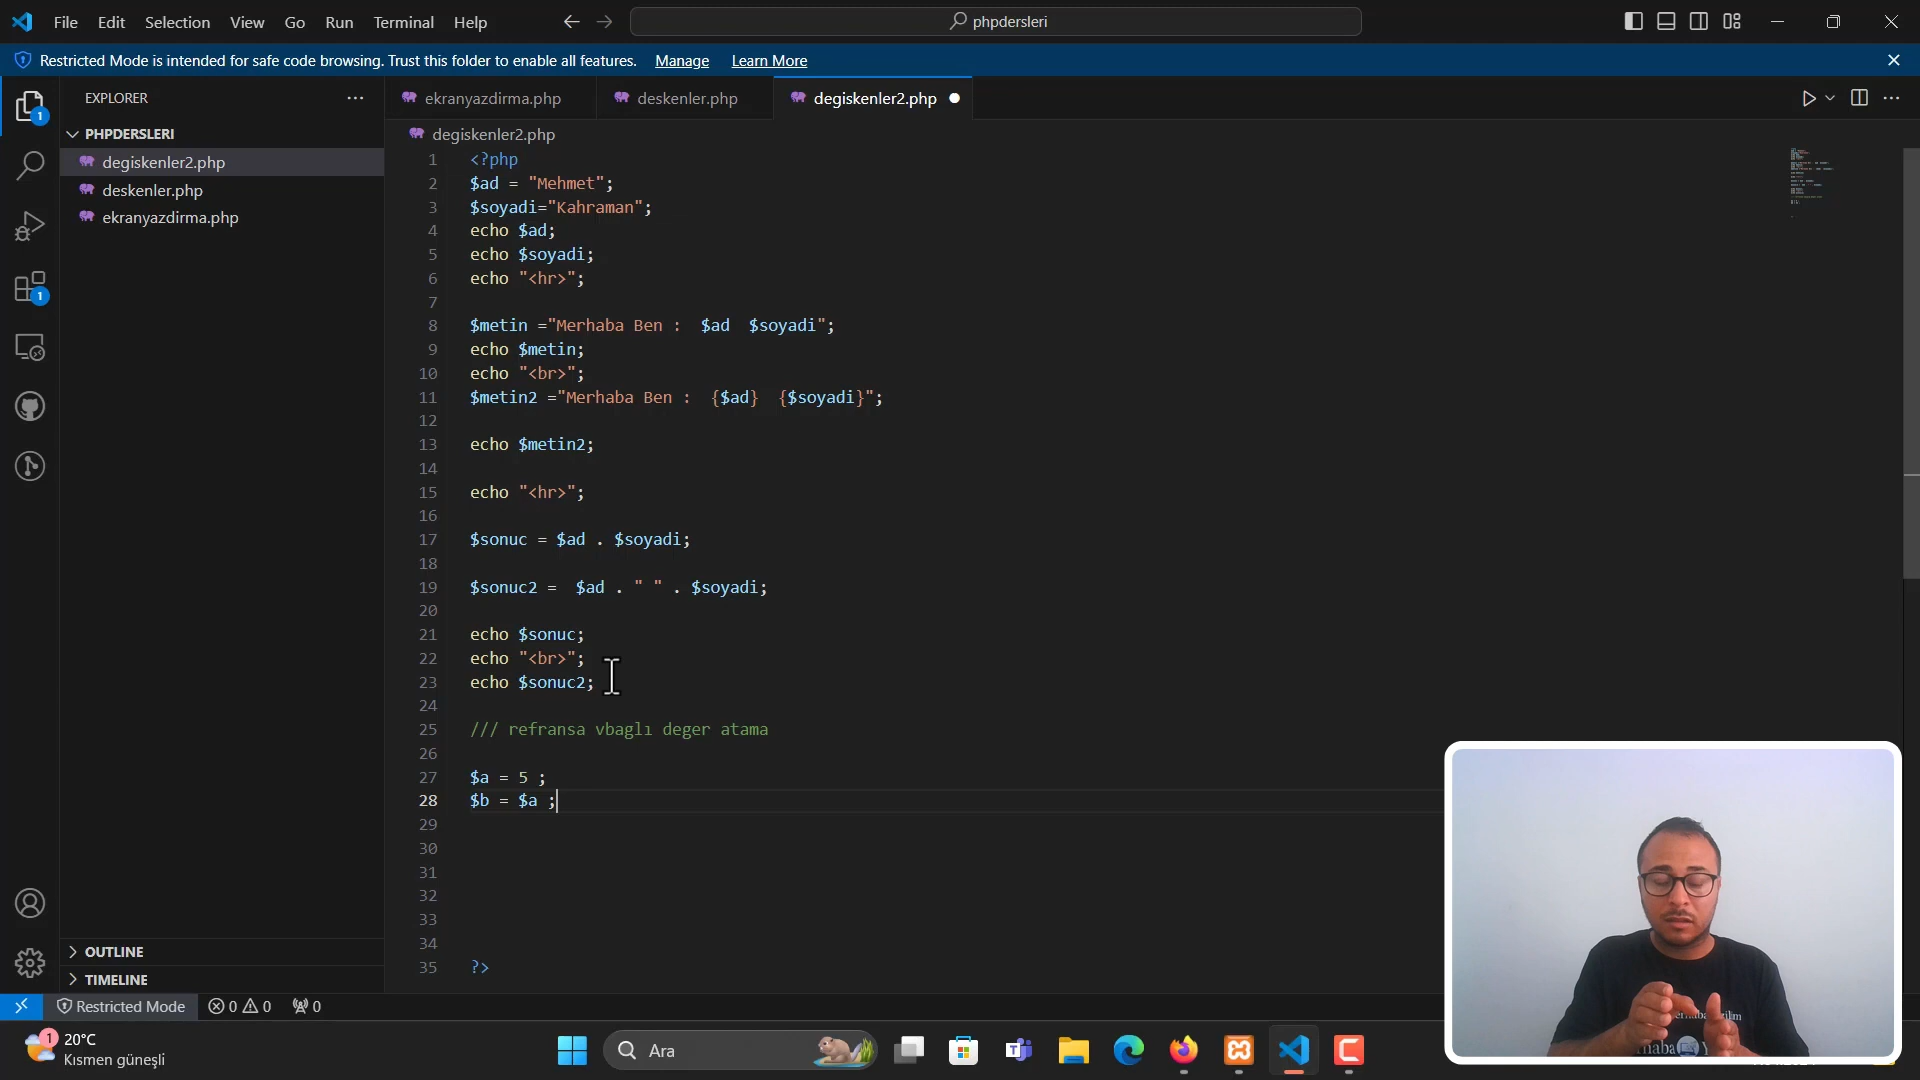 File Edit Selection View Go Run Terminal Help
phpdersleri
Restricted Mode is intended for safe code browsing. Trust this folder to enable all features. Manage Learn More
EXPLORER
ekranyazdirma.php
deskenler.php
degiskenler2.php
PHPDERSLERI
degiskenler2.php
deskenler.php
ekranyazdirma.php
degiskenler2.php
1 <?php
2 $ad = "Mehmet";
3 $soyadi="Kahraman";
4 echo $ad;
5 echo $soyadi;
6 echo "<hr>";
7
8 $metin ="Merhaba Ben :  $ad  $soyadi";
9 echo $metin;
10 echo "<br>";
11 $metin2 ="Merhaba Ben :  {$ad}  {$soyadi}";
12
13 echo $metin2;
14
15 echo "<hr>";
16
17 $sonuc = $ad . $soyadi;
18
19 $sonuc2 =  $ad . " " . $soyadi;
20
21 echo $sonuc;
22 echo "<br>";
23 echo $sonuc2;
24
25 /// refransa vbaglı deger atama
26
27 $a = 5 ;
28 $b = $a ;
29
30
31
32
33
34
35 ?>
1
1
OUTLINE
TIMELINE
Restricted Mode 0 0 0
1
20°C
Kısmen güneşli
Ara